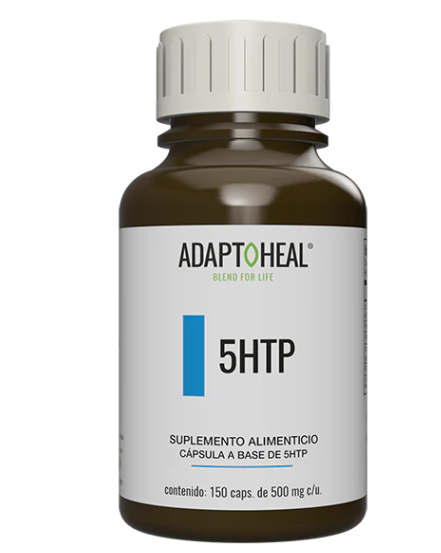 ADAPTOHEAL®
BLEND FOR LIFE
5HTP
SUPLEMENTO ALIMENTICIO
CÁPSULA A BASE DE 5HTP
contenido: 150 caps. de 500 mg c/u.